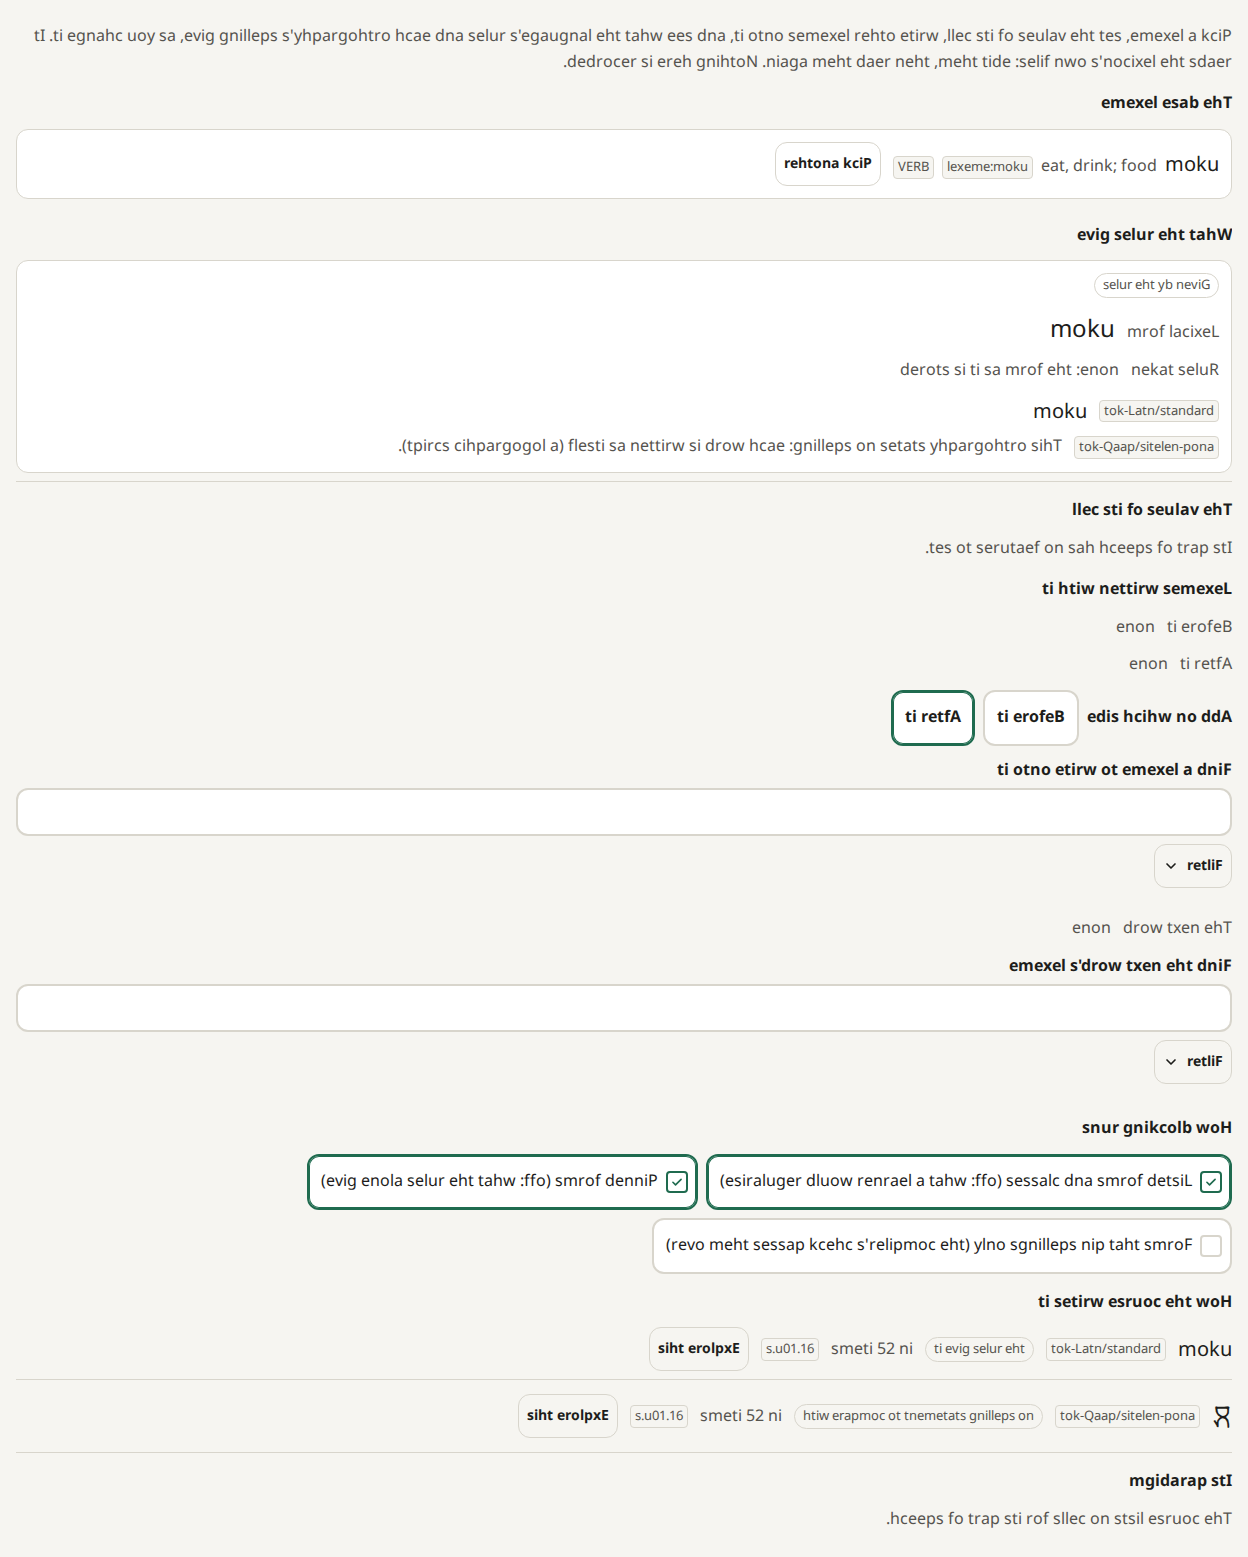 tI .ti egnahc uoy sa ,evig sgnilleps s'yhpargohtro hcae dna selur s'egaugnal eht tahw ees dna ,ti otno semexel rehto etirw ,llec sti fo seulav eht tes ,emexel a kciP
.dedrocer si ereh gnihtoN .niaga meht daer neht ,meht tide :selif nwo s'nocixel eht sdaer
emexel esab ehT
rehtona kciP VERB lexeme:moku eat, drink; food moku
evig selur eht tahW
selur eht yb neviG
moku mrof lacixeL
derots si ti sa mrof eht :enon nekat seluR
moku tok-Latn/standard
.(tpircs cihpargogol a) flesti sa nettirw si drow hcae :gnilleps on setats yhpargohtro sihT tok-Qaap/sitelen-pona
llec sti fo seulav ehT
.tes ot serutaef on sah hceeps fo trap stI
ti htiw nettirw semexeL
enon ti erofeB
enon ti retfA
ti retfA ti erofeB edis hcihw no ddA
ti otno etirw ot emexel a dniF
retliF
enon drow txen ehT
emexel s'drow txen eht dniF
retliF
snur gnikcolb woH
(evig enola selur eht tahw :ffo) smrof denniP (esiraluger dluow renrael a tahw :ffo) sessalc dna smrof detsiL
(revo meht sessap kcehc s'relipmoc eht) ylno sgnilleps nip taht smroF
ti setirw esruoc eht woH
siht erolpxE s.u01.16 semit 52 ni ti evig selur eht tok-Latn/standard moku
siht erolpxE s.u01.16 semit 52 ni htiw erapmoc ot tnemetats gnilleps on tok-Qaap/sitelen-pona
mgidarap stI
.hceeps fo trap sti rof sllec on stsil esruoc ehT